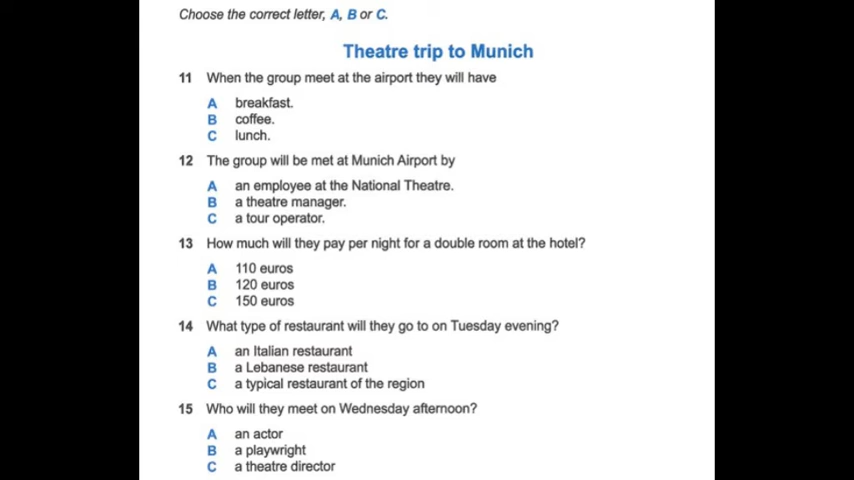 Choose the correct letter, A, B or C.
Theatre trip to Munich
11 When the group meet at the airport they will have
A breakfast.
B coffee.
C lunch.
12 The group will be met at Munich Airport by
A an employee at the National Theatre.
B a theatre manager.
C a tour operator.
13 How much will they pay per night for a double room at the hotel?
A 110 euros
B 120 euros
C 150 euros
14 What type of restaurant will they go to on Tuesday evening?
A an Italian restaurant
B a Lebanese restaurant
C a typical restaurant of the region
15 Who will they meet on Wednesday afternoon?
A an actor
B a playwright
C a theatre director